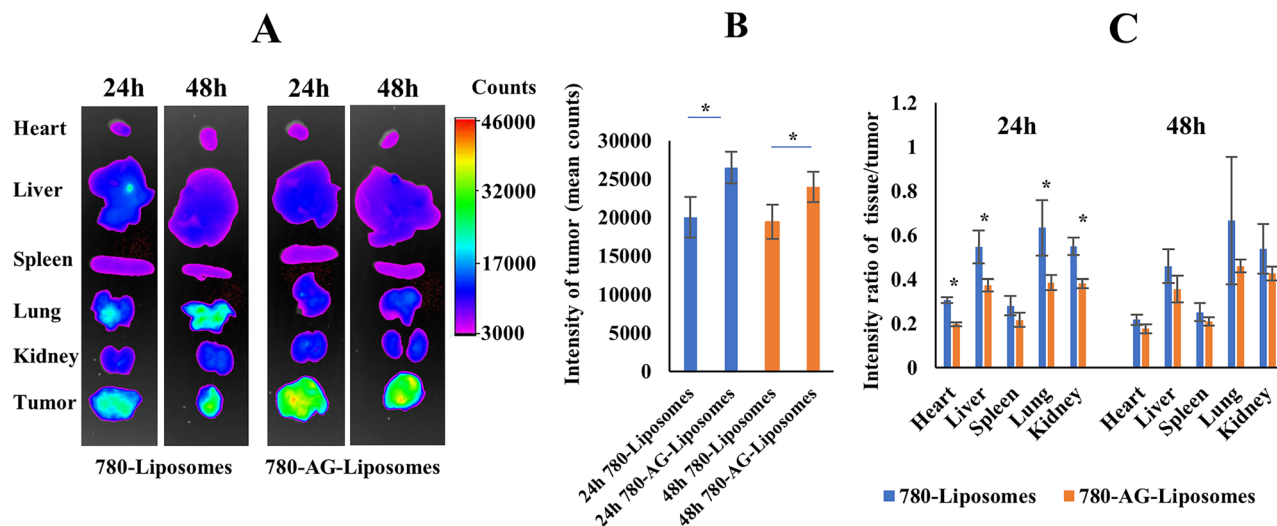 A
24h 48h 24h 48h
Counts
46000
32000
17000
3000
Heart
Liver
Spleen
Lung
Kidney
Tumor
780-Liposomes 780-AG-Liposomes
B
Intensity of tumor (mean counts)
30000
25000
20000
15000
10000
5000
0
* *
24h 780-Liposomes
24h 780-AG-Liposomes
48h 780-Liposomes
48h 780-AG-Liposomes
C
Intensity ratio of tissue/tumor
1.2
1
0.8
0.6
0.4
0.2
0
24h 48h
* * * *
Heart Liver Spleen Lung Kidney Heart Liver Spleen Lung Kidney
780-Liposomes 780-AG-Liposomes